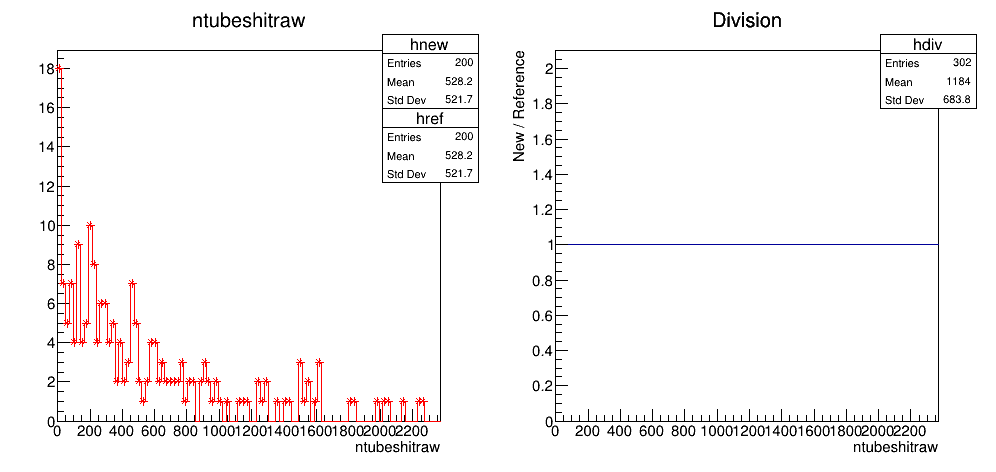 ntubeshitraw
hnew
Entries 200
Mean 528.2
Std Dev 521.7
href
Entries 200
Mean 528.2
Std Dev 521.7
18
16
14
12
10
8
6
4
2
0
0 200 400 600 800 1000 1200 1400 1600 1800 2000 2200
ntubeshitraw
Division
hdiv
Entries 302
Mean 1184
Std Dev 683.8
New / Reference
2
1.8
1.6
1.4
1.2
1
0.8
0.6
0.4
0.2
0
0 200 400 600 800 1000 1200 1400 1600 1800 2000 2200
ntubeshitraw